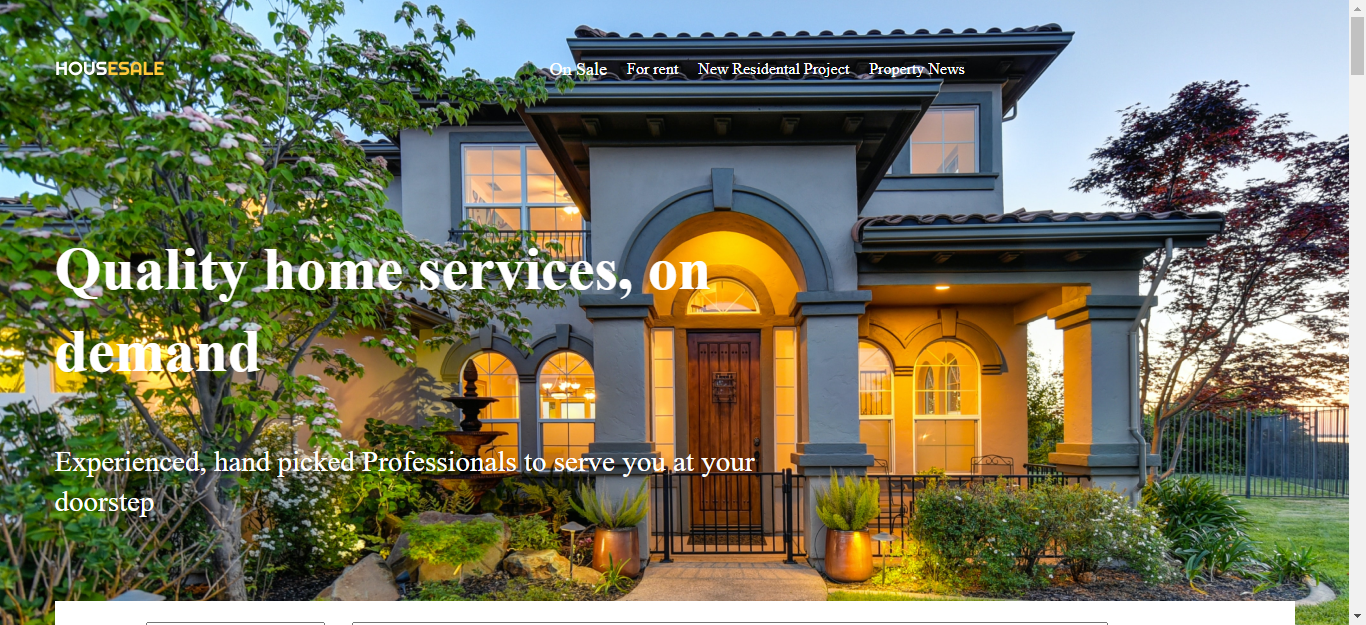 HOUSESALE
On Sale For rent New Residental Project Property News
Quality home services, on
demand
Experienced, hand picked Professionals to serve you at your
doorstep